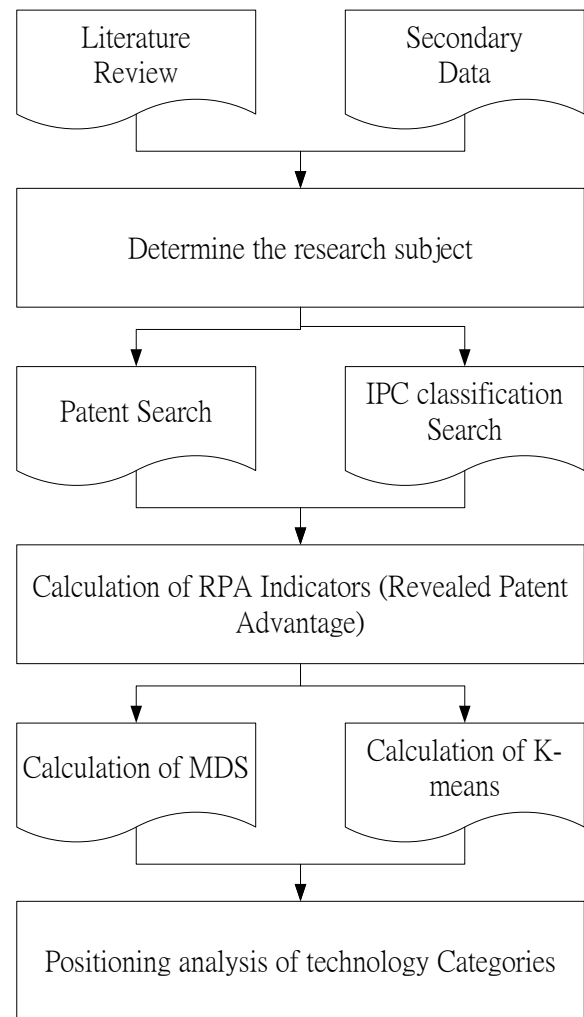 Literature
Review
Secondary
Data
Determine the research subject
Patent Search
IPC classification
Search
Calculation of RPA Indicators (Revealed Patent
Advantage)
Calculation of MDS
Calculation of K-
means
Positioning analysis of technology Categories